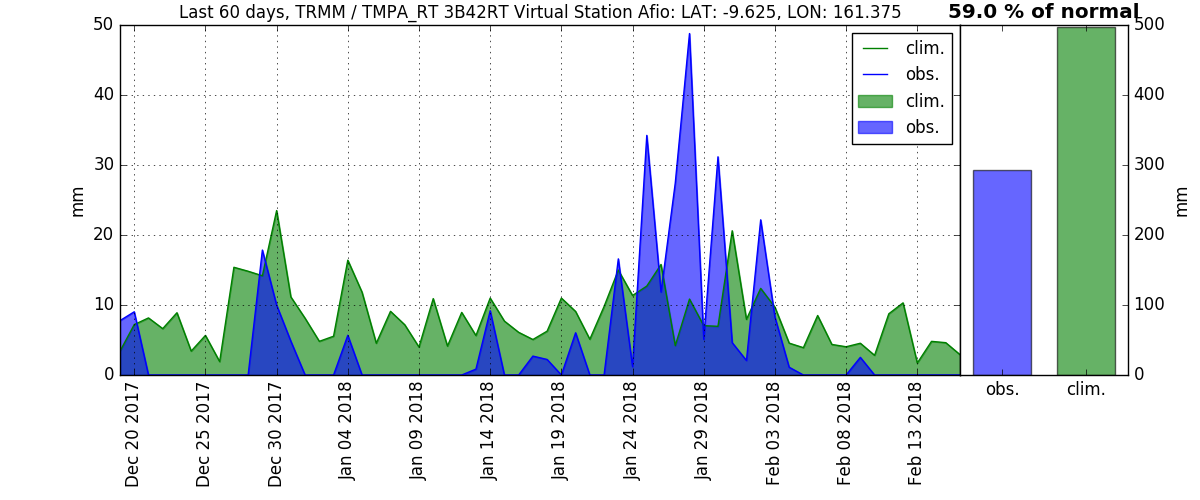 Last 60 days, TRMM / TMPA_RT 3B42RT Virtual Station Afio: LAT: -9.625, LON: 161.375
59.0 % of normal
50
40
30
20
10
0
mm
clim.
obs.
clim.
obs.
500
400
300
200
100
0
mm
Dec 20 2017
Dec 25 2017
Dec 30 2017
Jan 04 2018
Jan 09 2018
Jan 14 2018
Jan 19 2018
Jan 24 2018
Jan 29 2018
Feb 03 2018
Feb 08 2018
Feb 13 2018
obs.
clim.